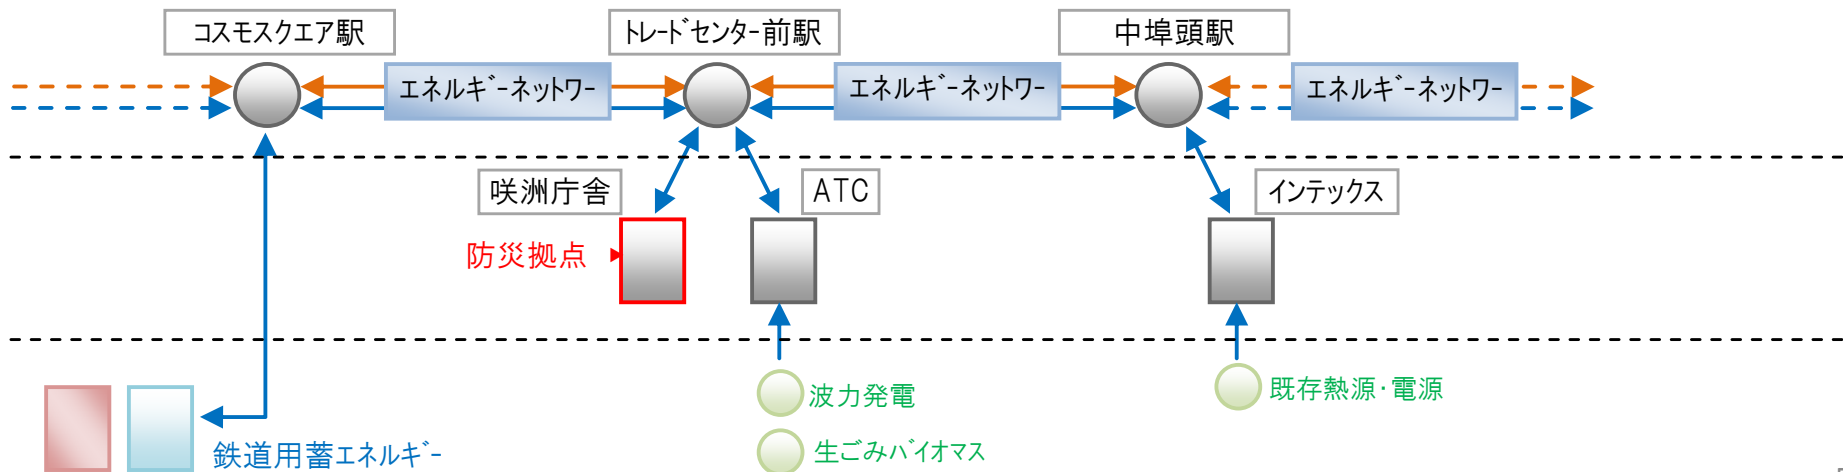 コスモスクエア駅
トレードセンター前駅
中埠頭駅
エネルギーネットワー
エネルギーネットワー
エネルギーネットワー
咲洲庁舎
ATC
インテックス
防災拠点
波力発電
既存熱源・電源
生ごみバイオマス
鉄道用蓄エネルギー